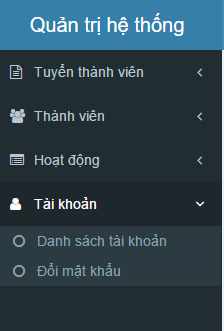 Quản trị hệ thống
Tuyển thành viên
Thành viên
Hoạt động
Tài khoản
Danh sách tài khoản
Đổi mật khẩu